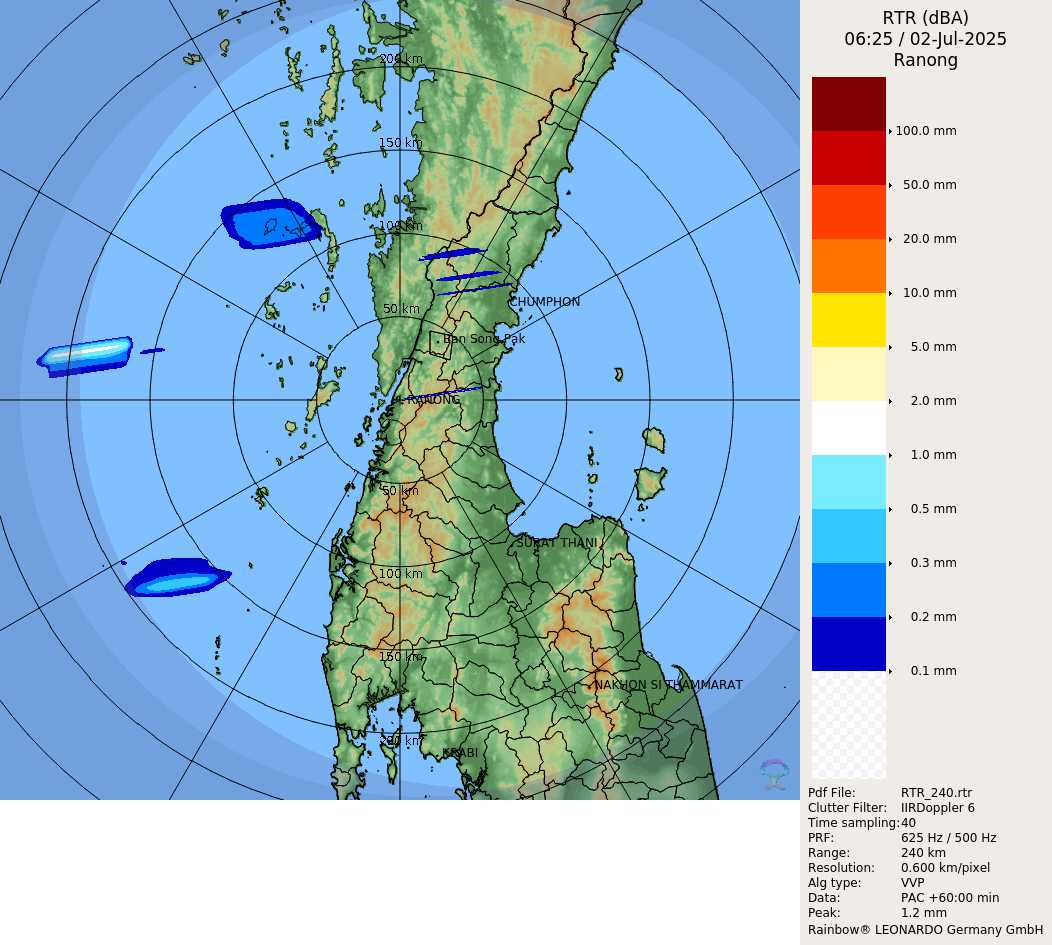 RTR (dBA)
06:25 / 02-Jul-2025
Ranong
100.0 mm
50.0 mm
20.0 mm
10.0 mm
5.0 mm
2.0 mm
1.0 mm
0.5 mm
0.3 mm
0.2 mm
0.1 mm
200 km
150 km
100 km
50 km
CHUMPHON
Ban Song Pak
RANONG
50 km
SURAT THANI
100 km
150 km
NAKHON SI THAMMARAT
200 km
KRABI
Pdf File: RTR_240.rtr
Clutter Filter: IIRDoppler 6
Time sampling:40
PRF: 625 Hz / 500 Hz
Range: 240 km
Resolution: 0.600 km/pixel
Alg type: VVP
Data: PAC +60:00 min
Peak: 1.2 mm
Rainbow® LEONARDO Germany GmbH